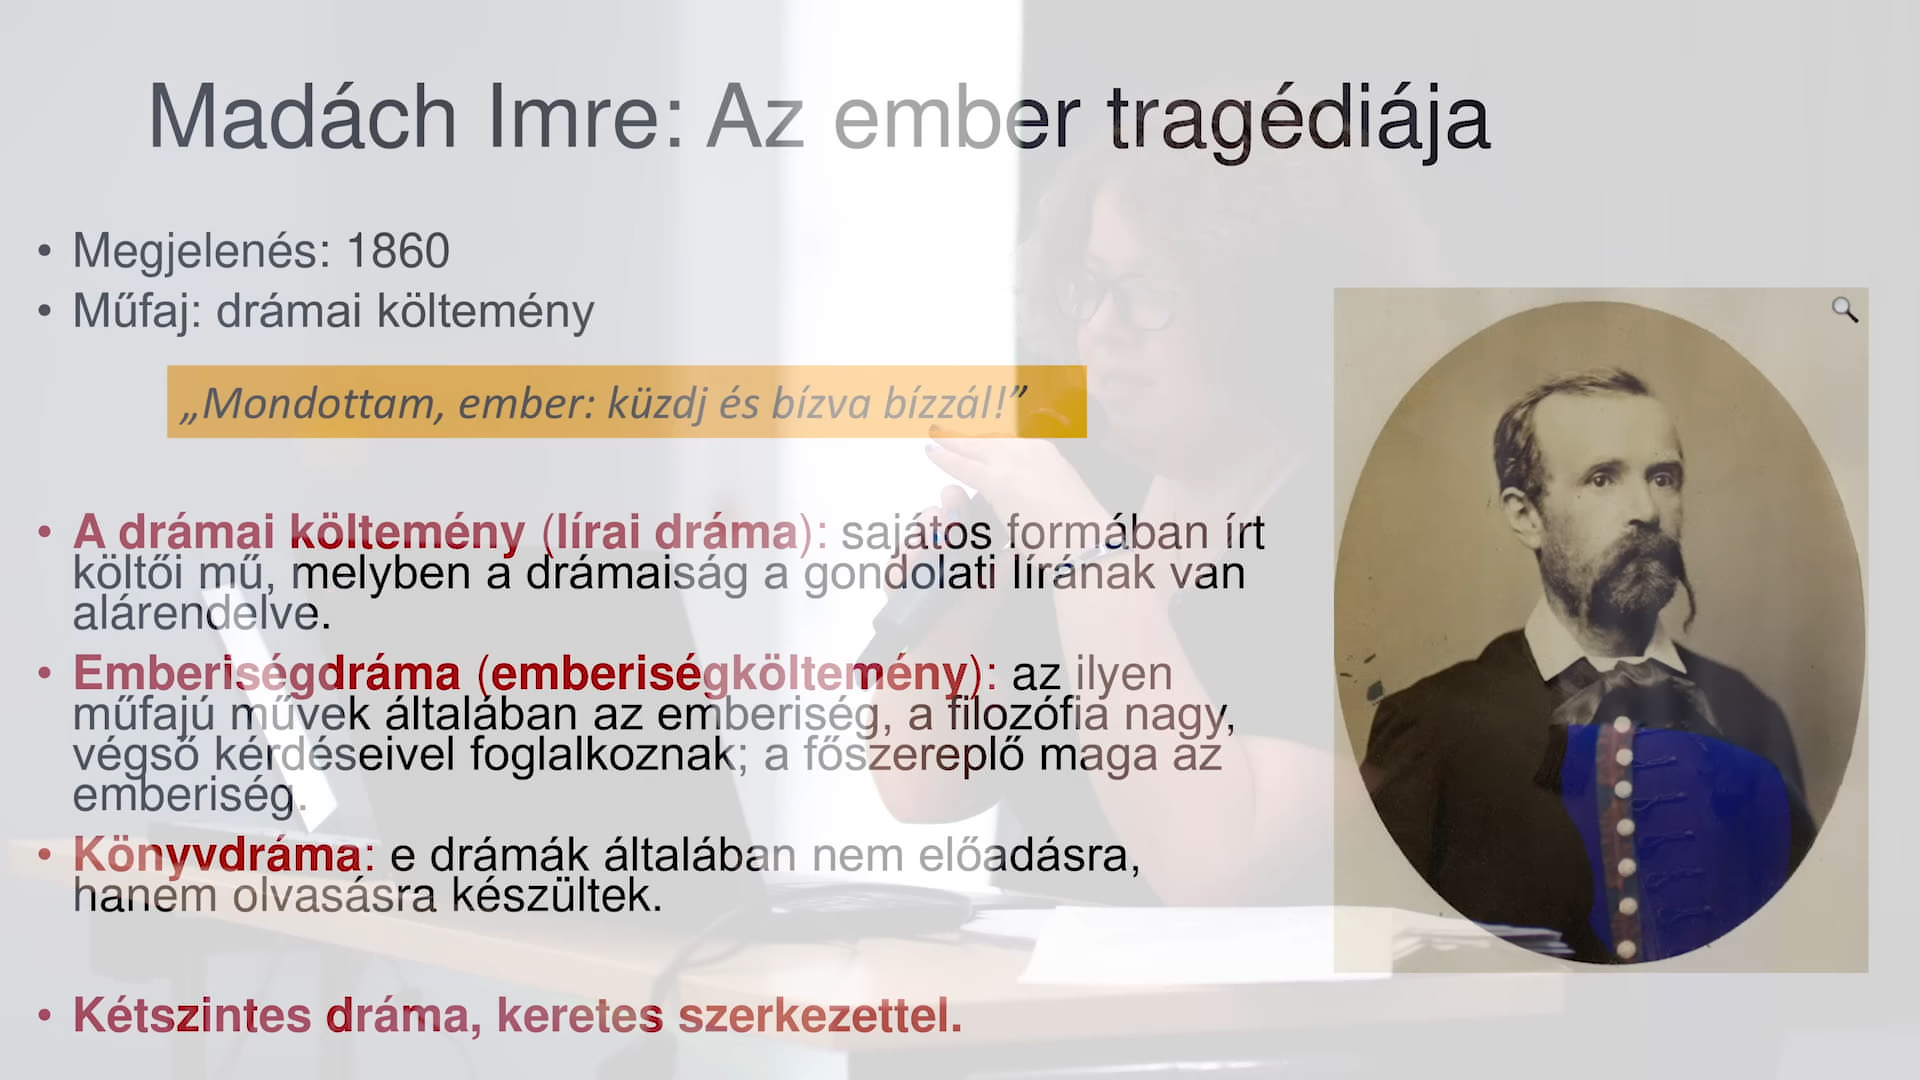 Madách Imre: Az ember tragédiája
• Megjelenés: 1860
• Műfaj: drámai költemény
„Mondottam, ember: küzdj és bízva bízzál!”
• A drámai költemény (lírai dráma): sajátos formában írt
költői mű, melyben a drámaiság a gondolati lírának van
alárendelve.
• Emberiségdráma (emberiségköltemény): az ilyen
műfajú művek általában az emberiség, a filozófia nagy,
végső kérdéseivel foglalkoznak; a főszereplő maga az
emberiség.
• Könyvdráma: e drámák általában nem előadásra,
hanem olvasásra készültek.
• Kétszintes dráma, keretes szerkezettel.